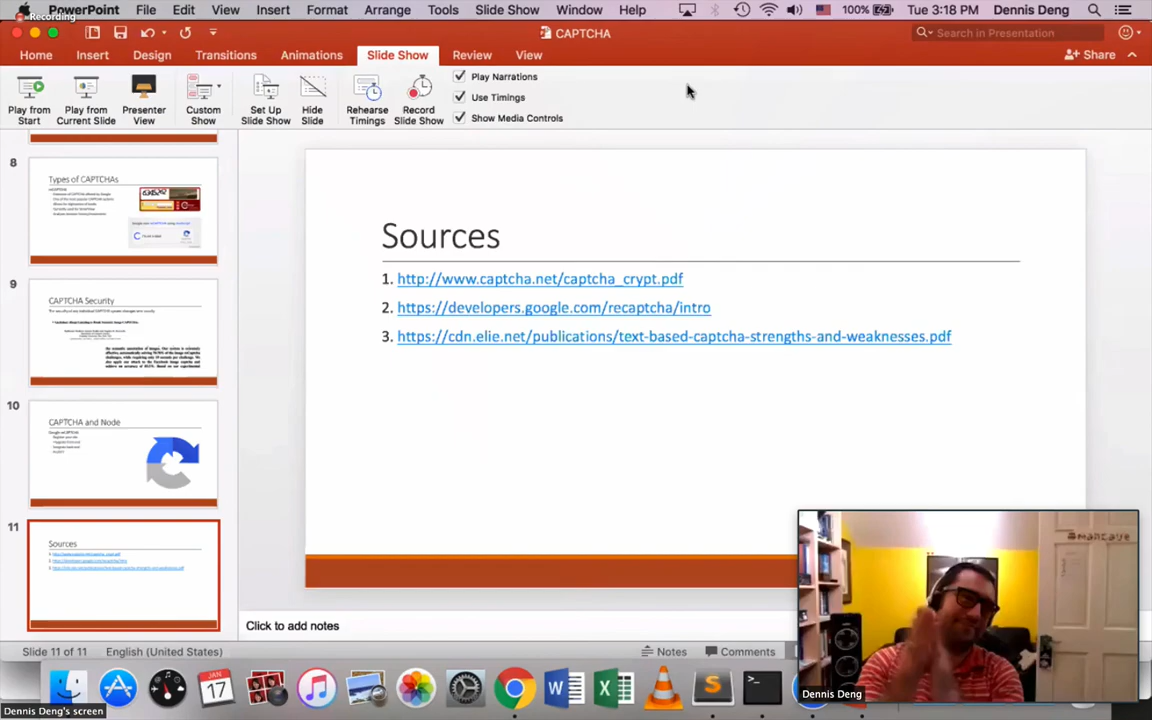 PowerPoint File Edit View Insert Format Arrange Tools Slide Show Window Help 100% Tue 3:18 PM Dennis Deng
Recording
CAPTCHA
Search in Presentation
Home Insert Design Transitions Animations Slide Show Review View
Share
Play from Start
Play from Current Slide
Presenter View
Custom Show
Set Up Slide Show
Hide Slide
Rehearse Timings
Record Slide Show
Play Narrations
Use Timings
Show Media Controls
8
Types of CAPTCHAs
9
CAPTCHA Security
10
CAPTCHA and Node
11
Sources
Sources
1. http://www.captcha.net/captcha_crypt.pdf
2. https://developers.google.com/recaptcha/intro
3. https://cdn.elie.net/publications/text-based-captcha-strengths-and-weaknesses.pdf
Click to add notes
Slide 11 of 11 English (United States)
Notes Comments
JAN
17
Dennis Deng
Dennis Deng's screen